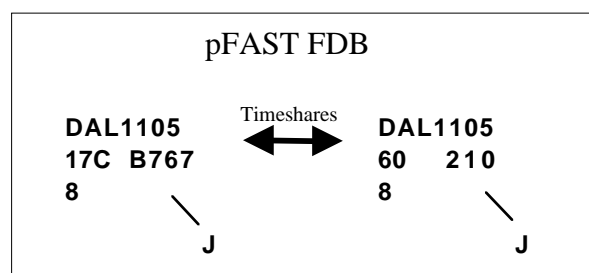 pFAST FDB
Timeshares
DAL1105
17C B767
8
J
DAL1105
60 210
8
J